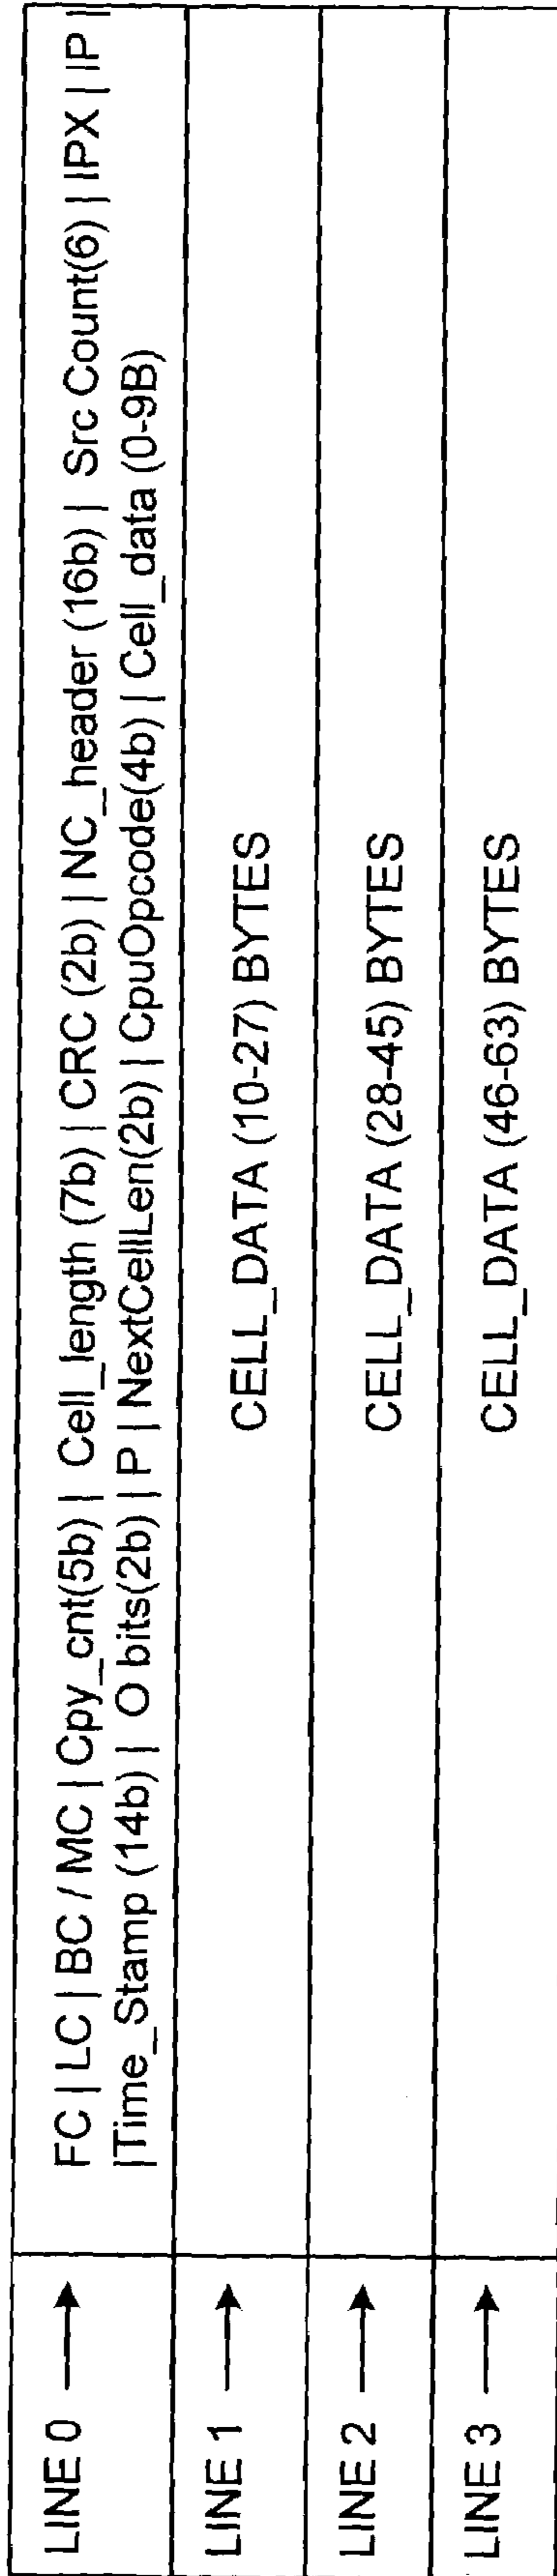 LINE 0
FC | LC | BC / MC | Cpy_cnt(5b) | Cell_length (7b) | CRC (2b) | NC_header (16b) | Src Count(6) | IPX | IP |
|Time_Stamp (14b) | O bits(2b) | P | NextCellLen(2b) | CpuOpcode(4b) | Cell_data (0-9B)
LINE 1
CELL_DATA (10-27) BYTES
LINE 2
CELL_DATA (28-45) BYTES
LINE 3
CELL_DATA (46-63) BYTES